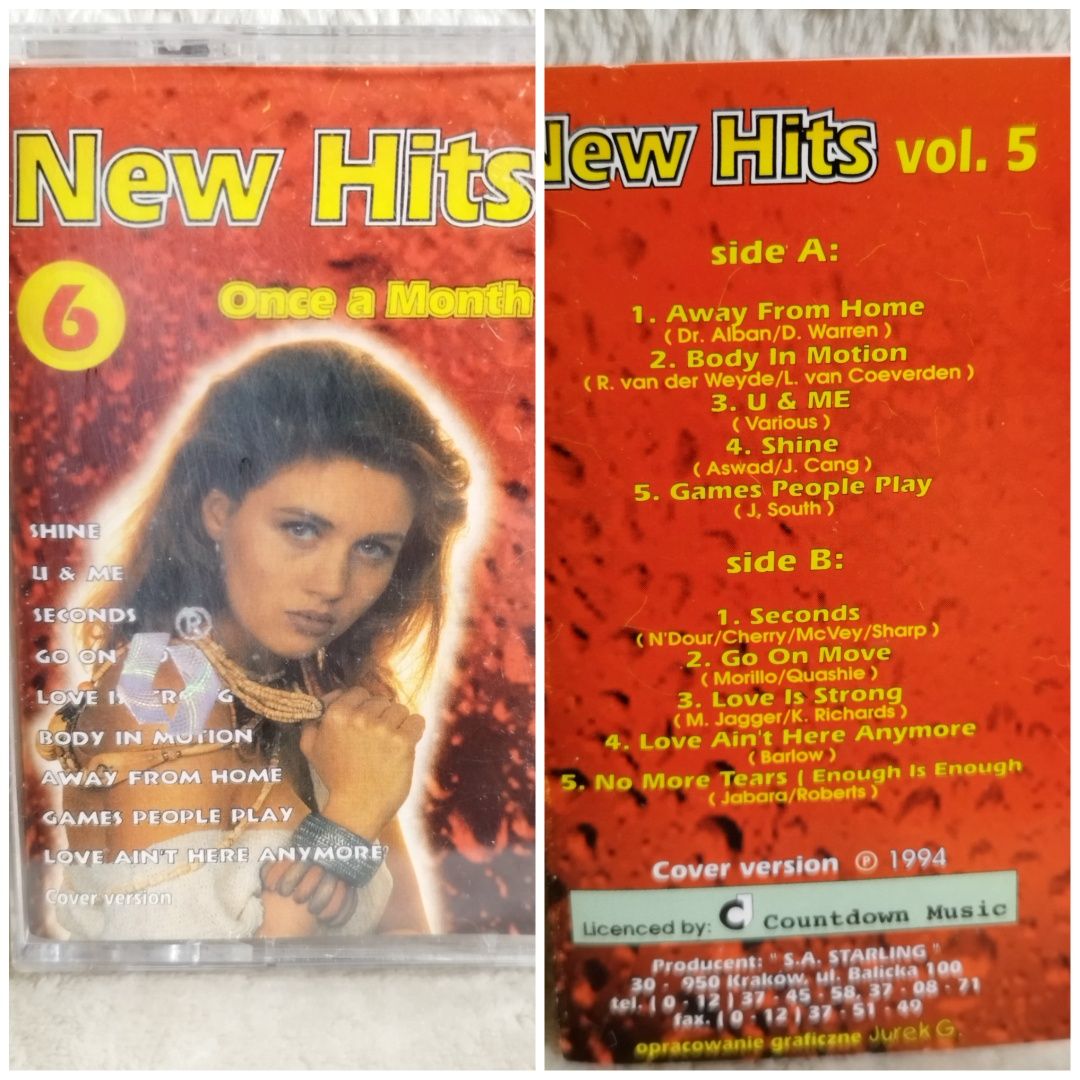 New Hits
6
Once a Month
SHINE
U & ME
SECONDS
®
GO ON
LOVE
BODY IN MOTION
AWAY FROM HOME
GAMES PEOPLE PLAY
LOVE AIN'T HERE ANYMORE
Cover version
New Hits vol. 5
side A:
1. Away From Home
( Dr. Alban/D. Warren )
2. Body In Motion
( R. van der Weyde/L. van Coeverden )
3. U & ME
( Various )
4. Shine
( Aswad/J. Cang )
5. Games People Play
( J, South )
side B:
1. Seconds
( N'Dour/Cherry/McVey/Sharp )
2. Go On Move
( Morillo/Quashie )
3. Love Is Strong
( M. Jagger/K. Richards )
4. Love Ain't Here Anymore
( Barlow )
5. No More Tears ( Enough Is Enough
( Jabara/Roberts )
Cover version ℗ 1994
Licenced by: Countdown Music
Producent: " S.A. STARLING "
30 - 950 Kraków, ul. Balicka 100
tel. ( 0 - 12 ) 37 - 45 - 58, 37 - 08 - 71
fax. ( 0 - 12 ) 37 - 51 - 49
opracowanie graficzne Jurek G.